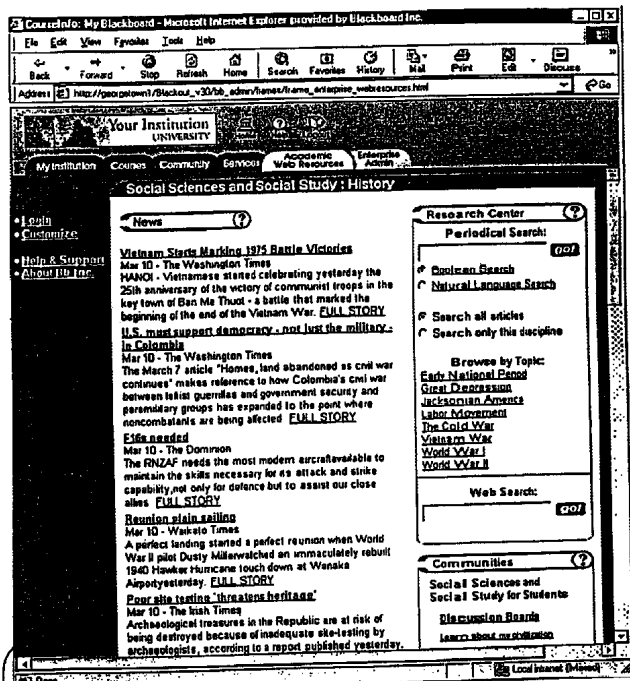 CourseInfo: My Blackboard - Microsoft Internet Explorer provided by Blackboard Inc.
File Edit View Favorites Tools Help
Back Forward Stop Refresh Home Search Favorites History Mail Print Edit Discuss
Address http://georgetown1/Blackout_v30/bb_admin/frames/frame_enterprise_webresources.html Go
Your Institution
UNIVERSITY
My Institution Courses Community Services Academic Web Resources Enterprise Admin
Social Sciences and Social Study : History
Login
Customize
Help & Support
About Bb Inc.
News ?
Vietnam Starts Marking 1975 Battle Victories
Mar 10 - The Washington Times
HANOI - Vietnamese started celebrating yesterday the
25th anniversary of the victory of communist troops in the
key town of Ban Me Thuot - a battle that marked the
beginning of the end of the Vietnam War. FULL STORY
U.S. must support democracy - not just the military -
in Colombia
Mar 10 - The Washington Times
The March 7 article "Homes, land abandoned as civil war
continues" makes reference to how Colombia's civil war
between leftist guerrillas and government security and
paramilitary groups has expanded to the point where
noncombatants are being affected FULL STORY
F16s needed
Mar 10 - The Dominion
The RNZAF needs the most modern aircraftavailable to
maintain the skills necessary for its attack and strike
capability,not only for defence but to assist our close
allies FULL STORY
Reunion plain sailing
Mar 10 - Waikato Times
A perfect landing started a perfect reunion when World
War II pilot Dusty Millerwatched an immaculately rebuilt
1940 Hawker Hurricane touch down at Wanaka
Airportyesterday. FULL STORY
Poor site testing 'threatens heritage'
Mar 10 - The Irish Times
Archaeological treasures in the Republic are at risk of
being destroyed because of inadequate site-testing by
archaeologists, according to a report published yesterday.
Research Center ?
Periodical Search:
go!
Boolean Search
Natural Language Search
Search all articles
Search only this discipline
Browse by Topic:
Early National Period
Great Depression
Jacksonian America
Labor Movement
The Cold War
Vietnam War
World War I
World War II
Web Search:
go!
Communities ?
Social Sciences and
Social Study for Students
Discussion Boards
Learn about our civilization
Local intranet (Mixed)